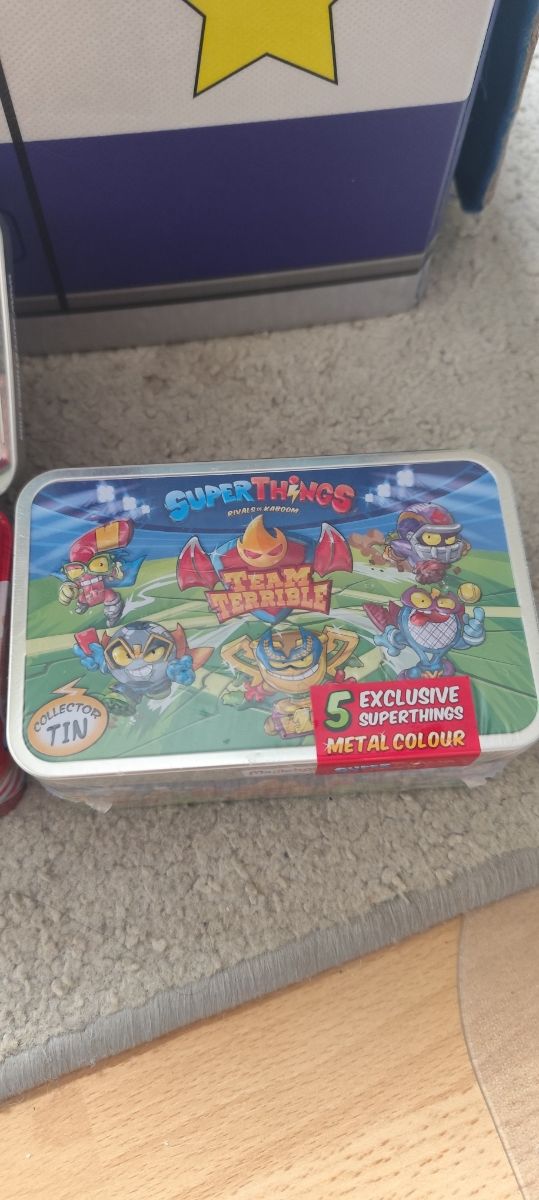 SUPERTHINGS
RIVALS OF KABOOM
TEAM
TERRIBLE
COLLECTOR
TIN
5 EXCLUSIVE
SUPERTHINGS
METAL COLOUR